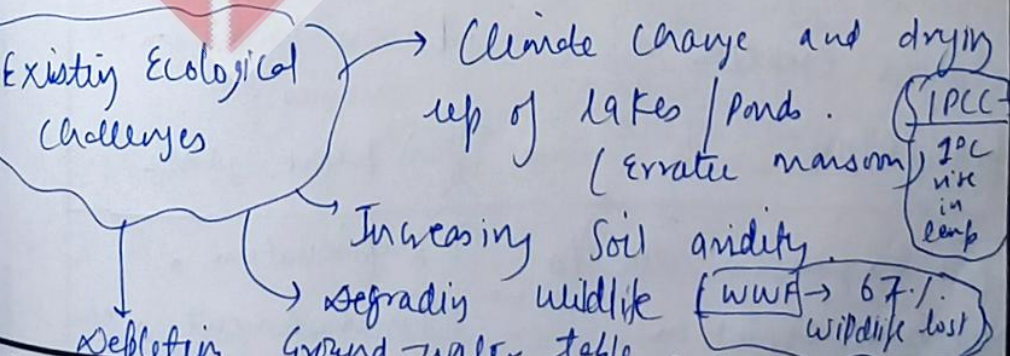 Existing Ecological Challenges
→ Climate change and drying
up of lakes / Ponds.
(Erratic monsoon)
IPCC-
1°C
rise
in
temp
→ Increasing Soil aridity.
→ Degrading wildlife (WWF → 67%.
wildlife lost)
Depletin Ground-water table